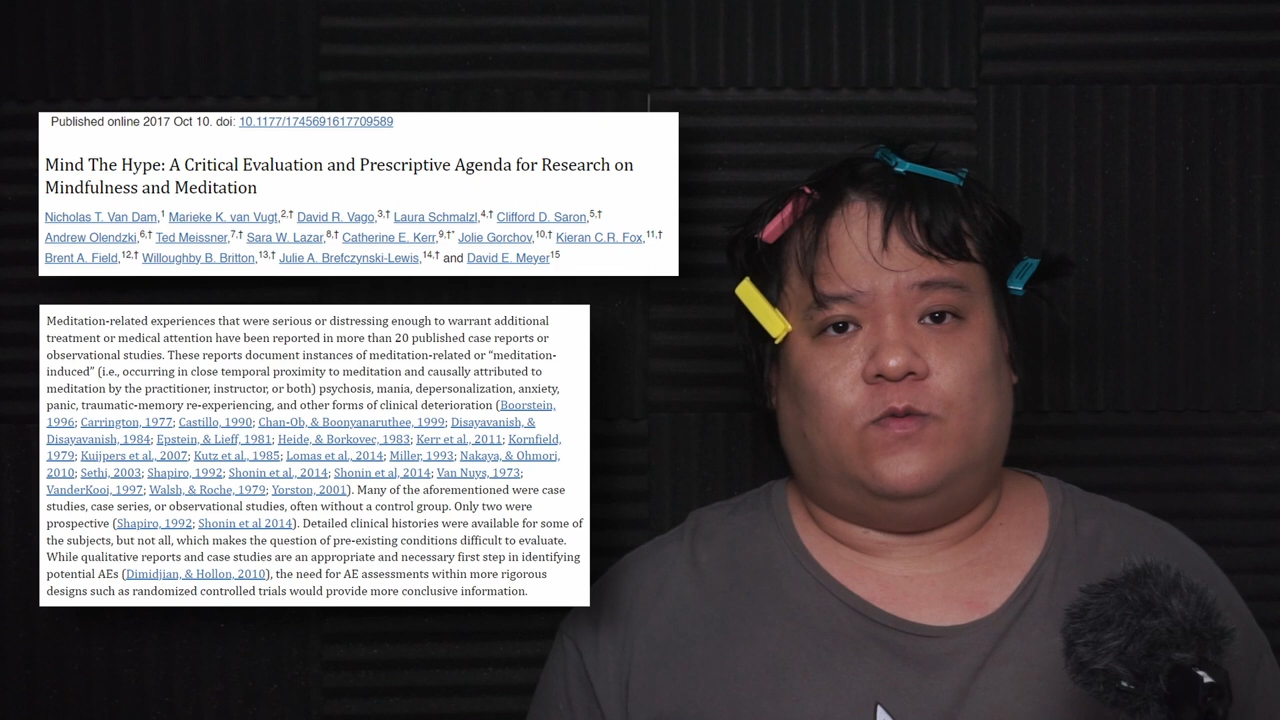 Published online 2017 Oct 10. doi: 10.1177/1745691617709589
Mind The Hype: A Critical Evaluation and Prescriptive Agenda for Research on
Mindfulness and Meditation
Nicholas T. Van Dam,1 Marieke K. van Vugt,2,† David R. Vago,3,† Laura Schmalzl,4,† Clifford D. Saron,5,†
Andrew Olendzki,6,† Ted Meissner,7,† Sara W. Lazar,8,† Catherine E. Kerr,9,†* Jolie Gorchov,10,† Kieran C.R. Fox,11,†
Brent A. Field,12,† Willoughby B. Britton,13,† Julie A. Brefczynski-Lewis,14,† and David E. Meyer15
Meditation-related experiences that were serious or distressing enough to warrant additional
treatment or medical attention have been reported in more than 20 published case reports or
observational studies. These reports document instances of meditation-related or “meditation-
induced” (i.e., occurring in close temporal proximity to meditation and causally attributed to
meditation by the practitioner, instructor, or both) psychosis, mania, depersonalization, anxiety,
panic, traumatic-memory re-experiencing, and other forms of clinical deterioration (Boorstein,
1996; Carrington, 1977; Castillo, 1990; Chan-Ob, & Boonyanaruthee, 1999; Disayavanish, &
Disayavanish, 1984; Epstein, & Lieff, 1981; Heide, & Borkovec, 1983; Kerr et al., 2011; Kornfield,
1979; Kuijpers et al., 2007; Kutz et al., 1985; Lomas et al., 2014; Miller, 1993; Nakaya, & Ohmori,
2010; Sethi, 2003; Shapiro, 1992; Shonin et al., 2014; Shonin et al, 2014; Van Nuys, 1973;
VanderKooi, 1997; Walsh, & Roche, 1979; Yorston, 2001). Many of the aforementioned were case
studies, case series, or observational studies, often without a control group. Only two were
prospective (Shapiro, 1992; Shonin et al 2014). Detailed clinical histories were available for some of
the subjects, but not all, which makes the question of pre-existing conditions difficult to evaluate.
While qualitative reports and case studies are an appropriate and necessary first step in identifying
potential AEs (Dimidjian, & Hollon, 2010), the need for AE assessments within more rigorous
designs such as randomized controlled trials would provide more conclusive information.